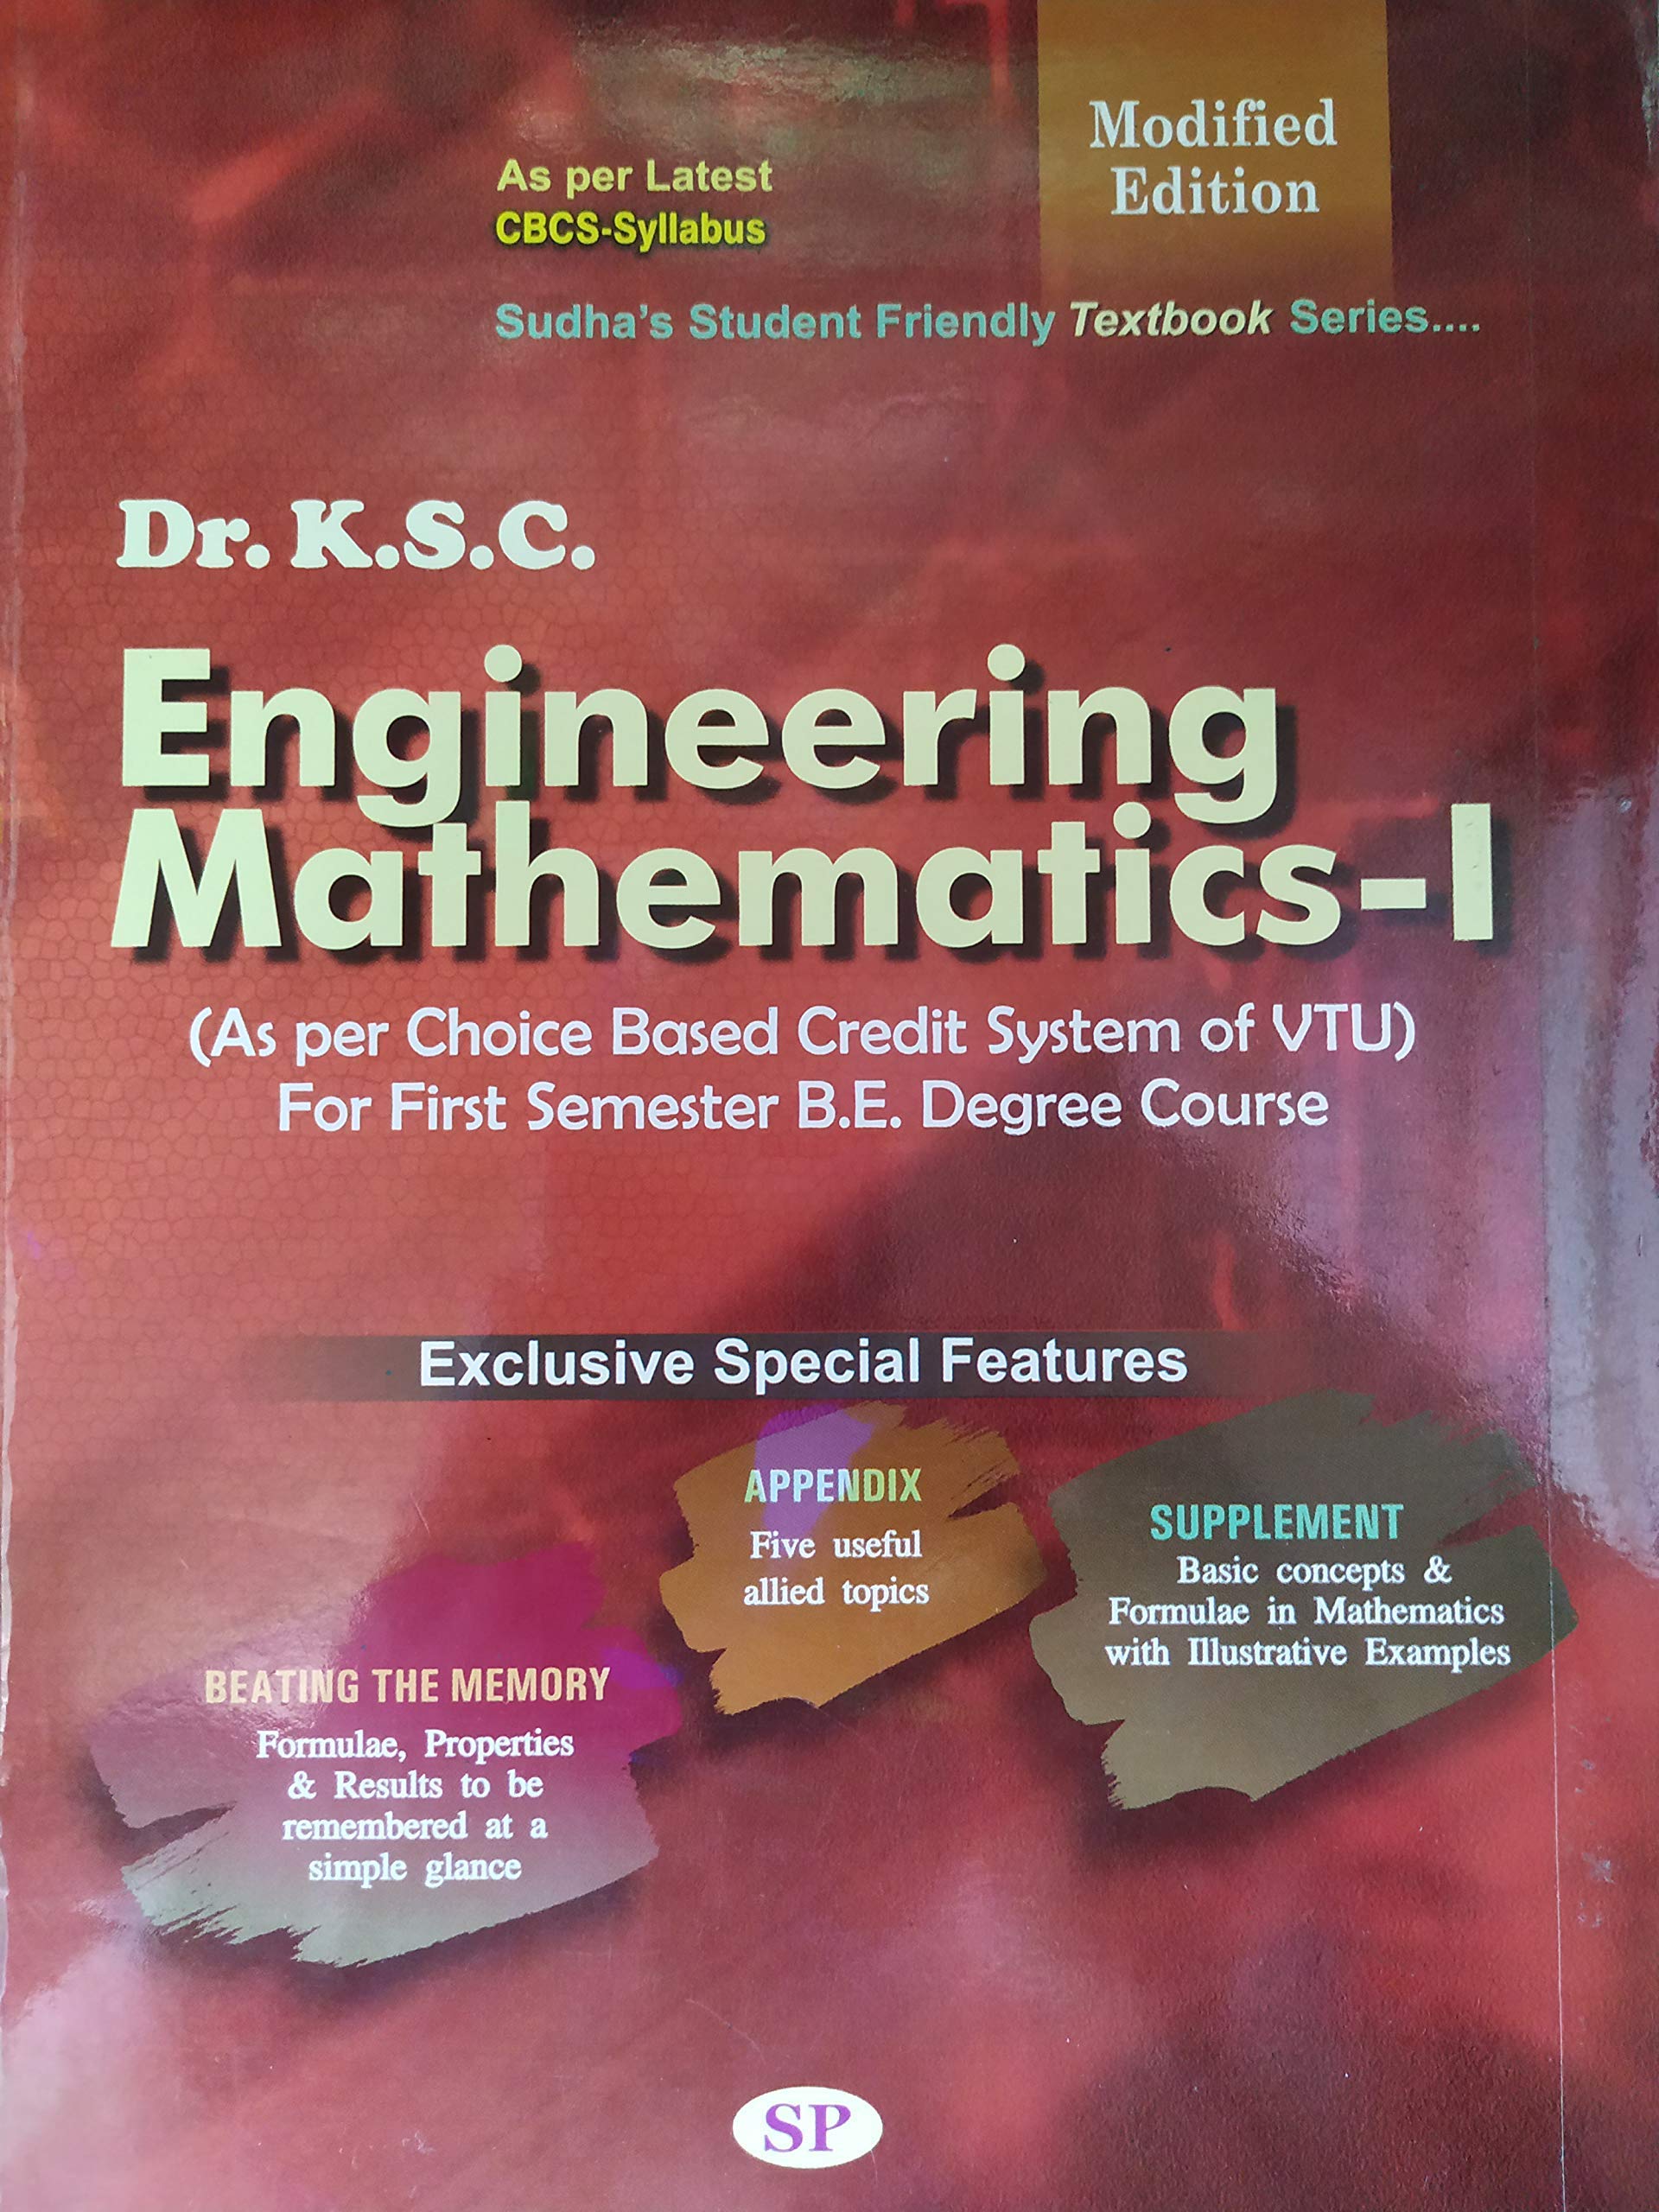 Modified
Edition
As per Latest
CBCS-Syllabus
Sudha's Student Friendly Textbook Series....
Dr. K.S.C.
Engineering
Mathematics-I
(As per Choice Based Credit System of VTU)
For First Semester B.E. Degree Course
Exclusive Special Features
BEATING THE MEMORY
Formulae, Properties
& Results to be
remembered at a
simple glance
APPENDIX
Five useful
allied topics
SUPPLEMENT
Basic concepts &
Formulae in Mathematics
with Illustrative Examples
SP